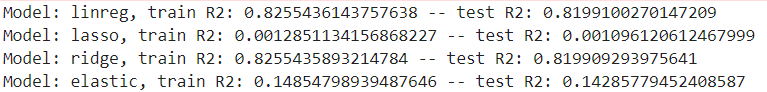 Model: linreg, train R2: 0.8255436143757638 -- test R2: 0.8199100270147209
Model: lasso, train R2: 0.0012851134156868227 -- test R2: 0.001096120612467999
Model: ridge, train R2: 0.8255435893214784 -- test R2: 0.819909293975641
Model: elastic, train R2: 0.14854798939487646 -- test R2: 0.14285779452408587